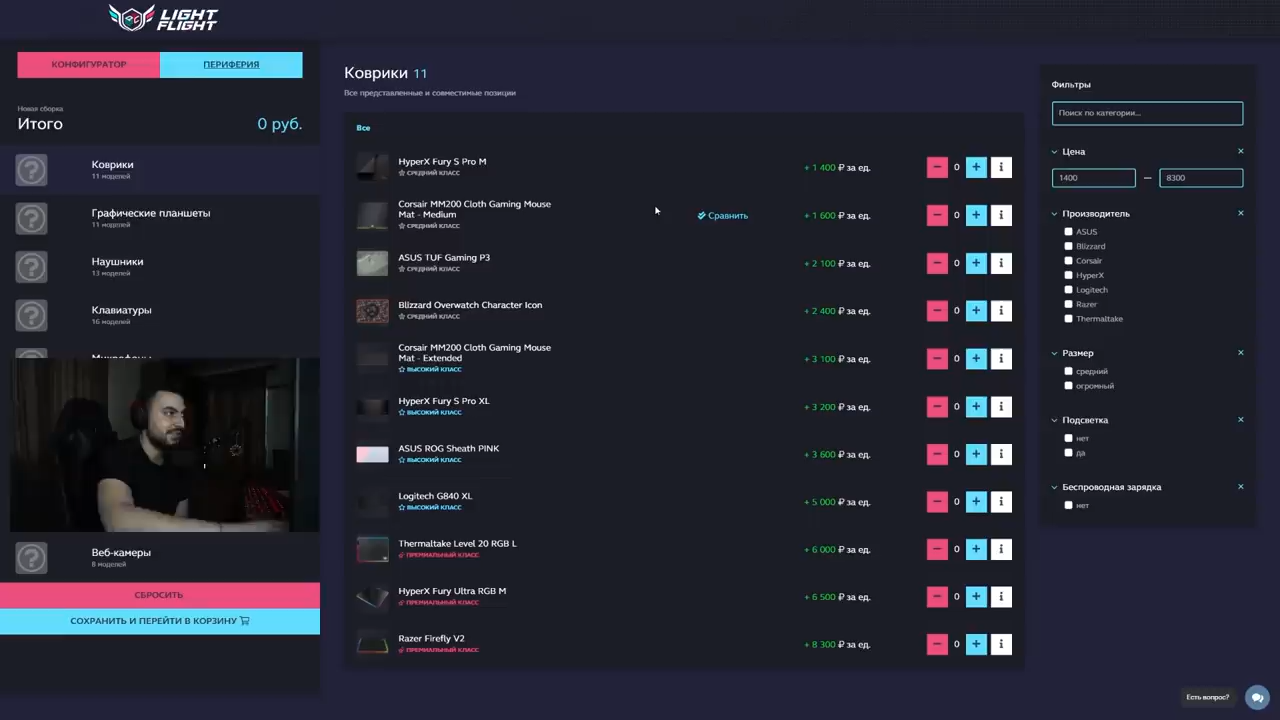 LIGHT
FLIGHT
КОНФИГУРАТОР
ПЕРИФЕРИЯ
Новая сборка
Итого
0 руб.
Коврики
11 моделей
Графические планшеты
11 моделей
Наушники
13 моделей
Клавиатуры
16 моделей
Веб-камеры
8 моделей
СБРОСИТЬ
СОХРАНИТЬ И ПЕРЕЙТИ В КОРЗИНУ
Коврики 11
Все представленные и совместимые позиции
Все
HyperX Fury S Pro M
СРЕДНИЙ КЛАСС
+ 1 400 ₽ за ед.
0
Corsair MM200 Cloth Gaming Mouse
Mat - Medium
СРЕДНИЙ КЛАСС
Сравнить
+ 1 600 ₽ за ед.
0
ASUS TUF Gaming P3
СРЕДНИЙ КЛАСС
+ 2 100 ₽ за ед.
0
Blizzard Overwatch Character Icon
СРЕДНИЙ КЛАСС
+ 2 400 ₽ за ед.
0
Corsair MM200 Cloth Gaming Mouse
Mat - Extended
ВЫСОКИЙ КЛАСС
+ 3 100 ₽ за ед.
0
HyperX Fury S Pro XL
ВЫСОКИЙ КЛАСС
+ 3 200 ₽ за ед.
0
ASUS ROG Sheath PINK
ВЫСОКИЙ КЛАСС
+ 3 600 ₽ за ед.
0
Logitech G840 XL
ВЫСОКИЙ КЛАСС
+ 5 000 ₽ за ед.
0
Thermaltake Level 20 RGB L
ПРЕМИАЛЬНЫЙ КЛАСС
+ 6 000 ₽ за ед.
0
HyperX Fury Ultra RGB M
ПРЕМИАЛЬНЫЙ КЛАСС
+ 6 500 ₽ за ед.
0
Razer Firefly V2
ПРЕМИАЛЬНЫЙ КЛАСС
+ 8 300 ₽ за ед.
0
Фильтры
Поиск по категории...
Цена
1400 — 8300
Производитель
ASUS
Blizzard
Corsair
HyperX
Logitech
Razer
Thermaltake
Размер
средний
огромный
Подсветка
нет
да
Беспроводная зарядка
нет
Есть вопрос?